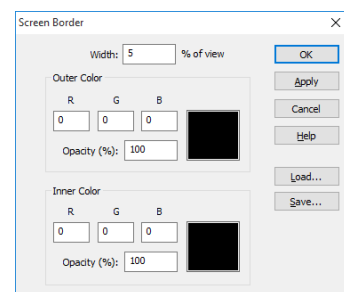 Screen Border
Width: 5 % of view
OK
Outer Color
Apply
R G B
0 0 0
Cancel
Opacity (%): 100
Help
Load...
Inner Color
Save...
R G B
0 0 0
Opacity (%): 100